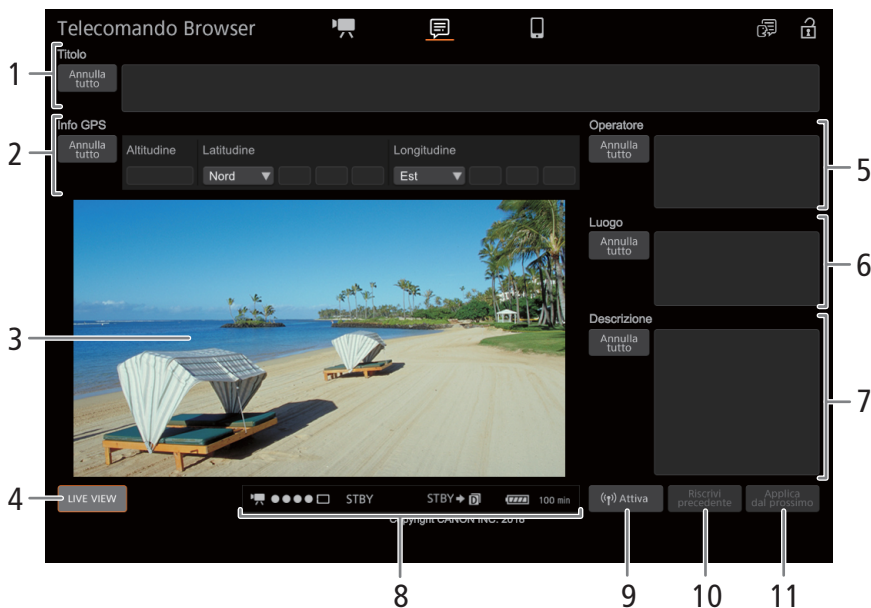 Telecomando Browser
Titolo
1
Annulla
tutto
Info GPS
2
Annulla
tutto
Altitudine
Latitudine
Longitudine
Nord
Est
Operatore
Annulla
tutto
5
Luogo
Annulla
tutto
6
3
Descrizione
Annulla
tutto
7
4
LIVE VIEW
STBY
STBY
D
100 min
Attiva
Riscrivi
precedente
Applica
dal prossimo
Copyright CANON INC. 2018
8
9
10
11